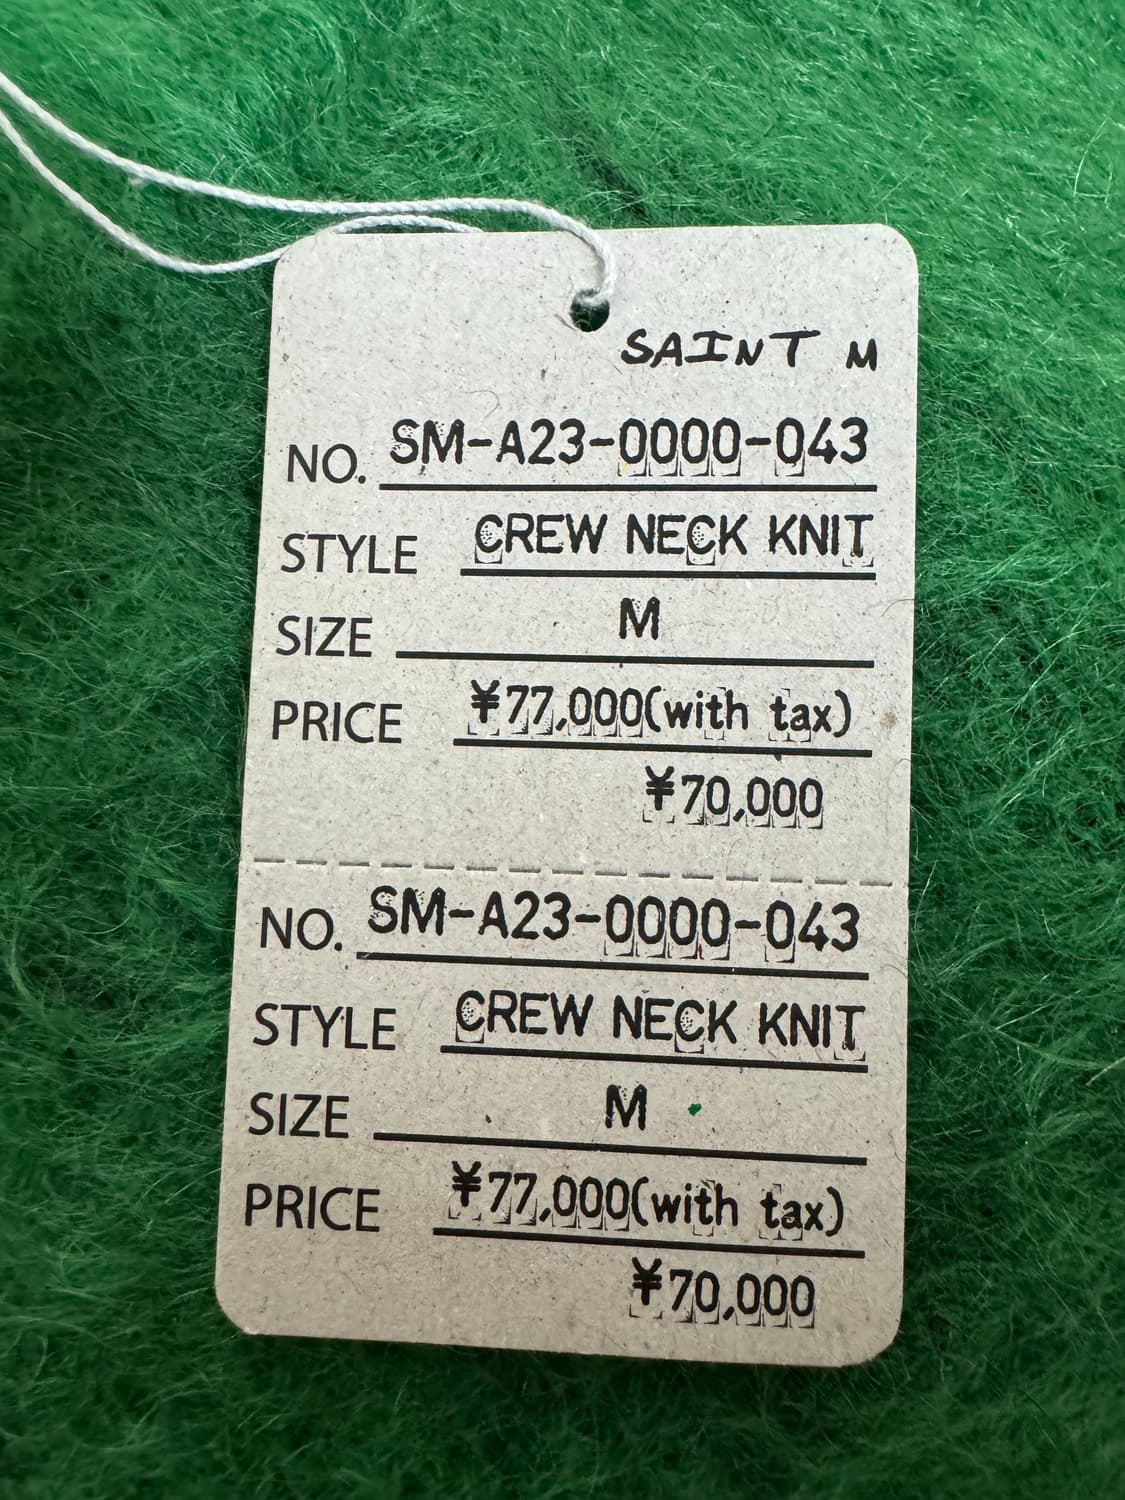 SAINT M
NO. SM-A23-0000-043
STYLE CREW NECK KNIT
SIZE M
PRICE ¥77,000(with tax)
¥70,000
NO. SM-A23-0000-043
STYLE CREW NECK KNIT
SIZE M
PRICE ¥77,000(with tax)
¥70,000